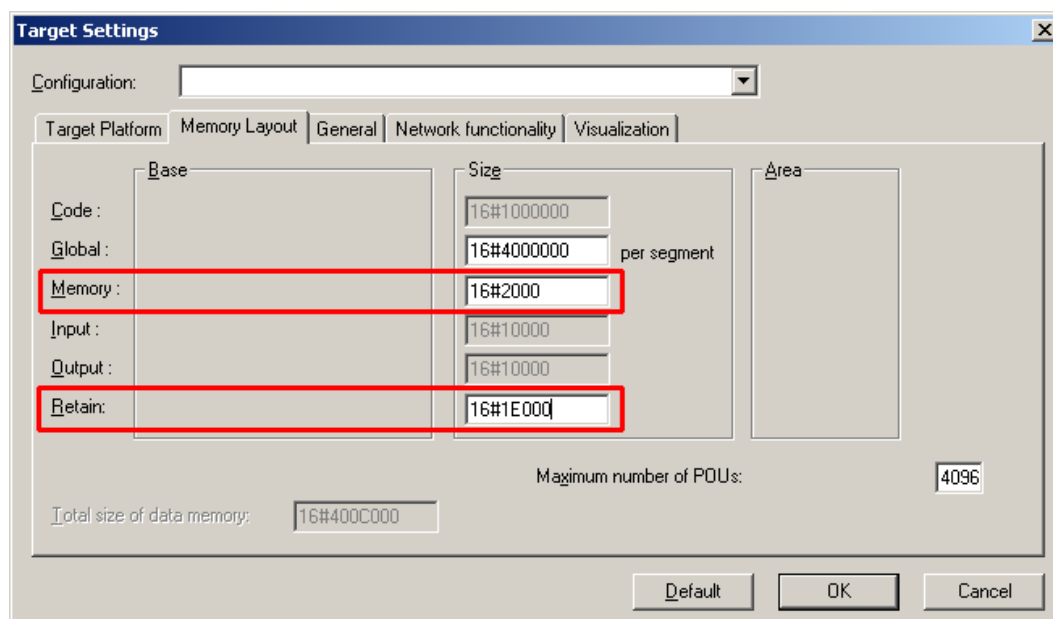 Target Settings
Configuration:
Target Platform Memory Layout General Network functionality Visualization
Base Size Area
Code : 16#1000000
Global : 16#4000000 per segment
Memory : 16#2000
Input : 16#10000
Output : 16#10000
Retain: 16#1E000
Maximum number of POUs: 4096
Total size of data memory: 16#400C000
Default OK Cancel